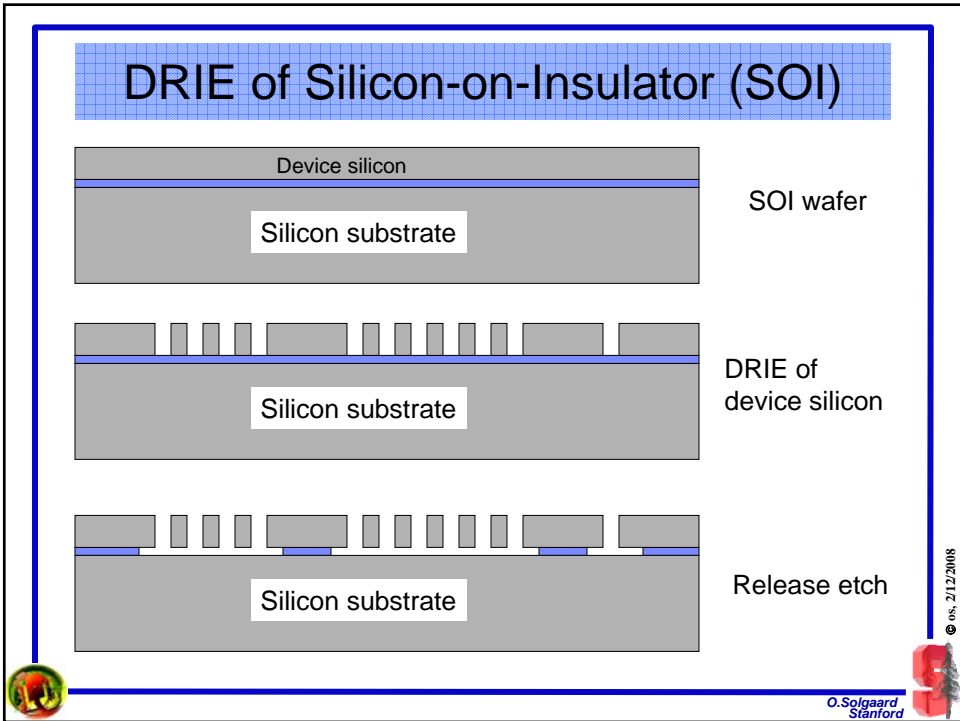 DRIE of Silicon-on-Insulator (SOI)
Device silicon
Silicon substrate
SOI wafer
Silicon substrate
DRIE of
device silicon
Silicon substrate
Release etch
© os, 2/12/2008
O.Solgaard
Stanford